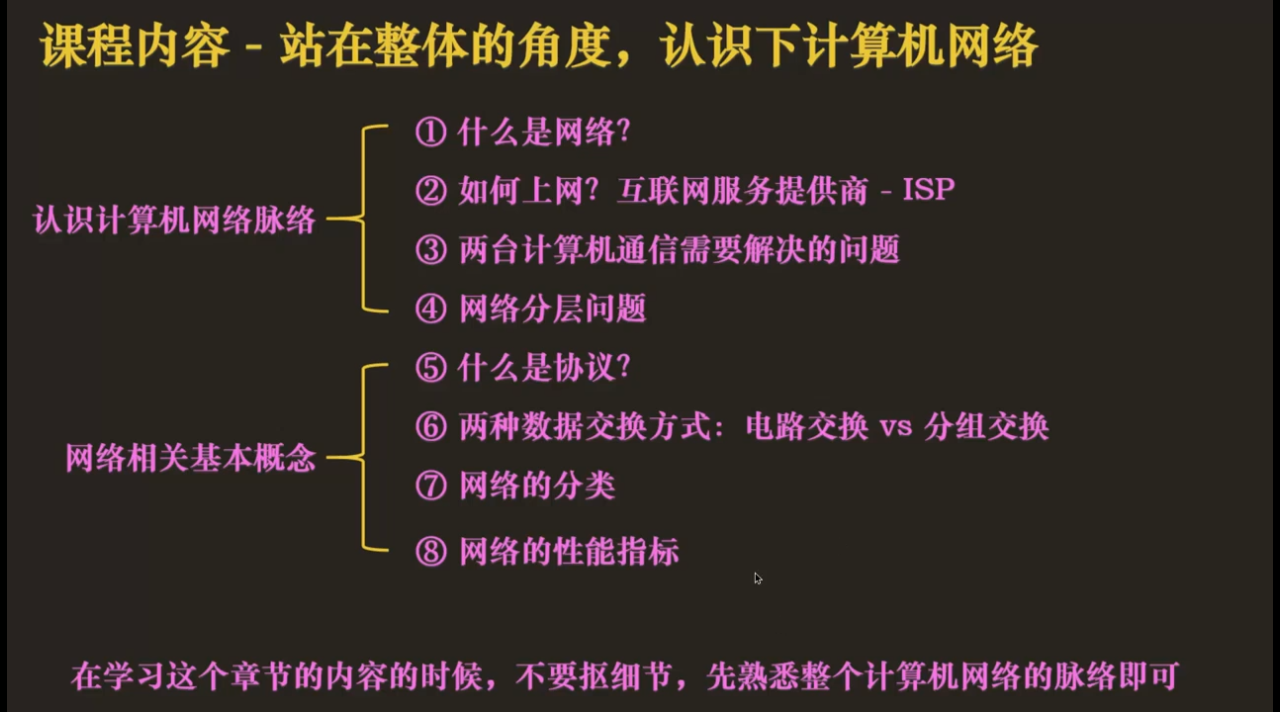 课程内容 - 站在整体的角度，认识下计算机网络
认识计算机网络脉络
① 什么是网络？
② 如何上网？互联网服务提供商 - ISP
③ 两台计算机通信需要解决的问题
④ 网络分层问题
网络相关基本概念
⑤ 什么是协议？
⑥ 两种数据交换方式：电路交换 vs 分组交换
⑦ 网络的分类
⑧ 网络的性能指标
在学习这个章节的内容的时候，不要抠细节，先熟悉整个计算机网络的脉络即可